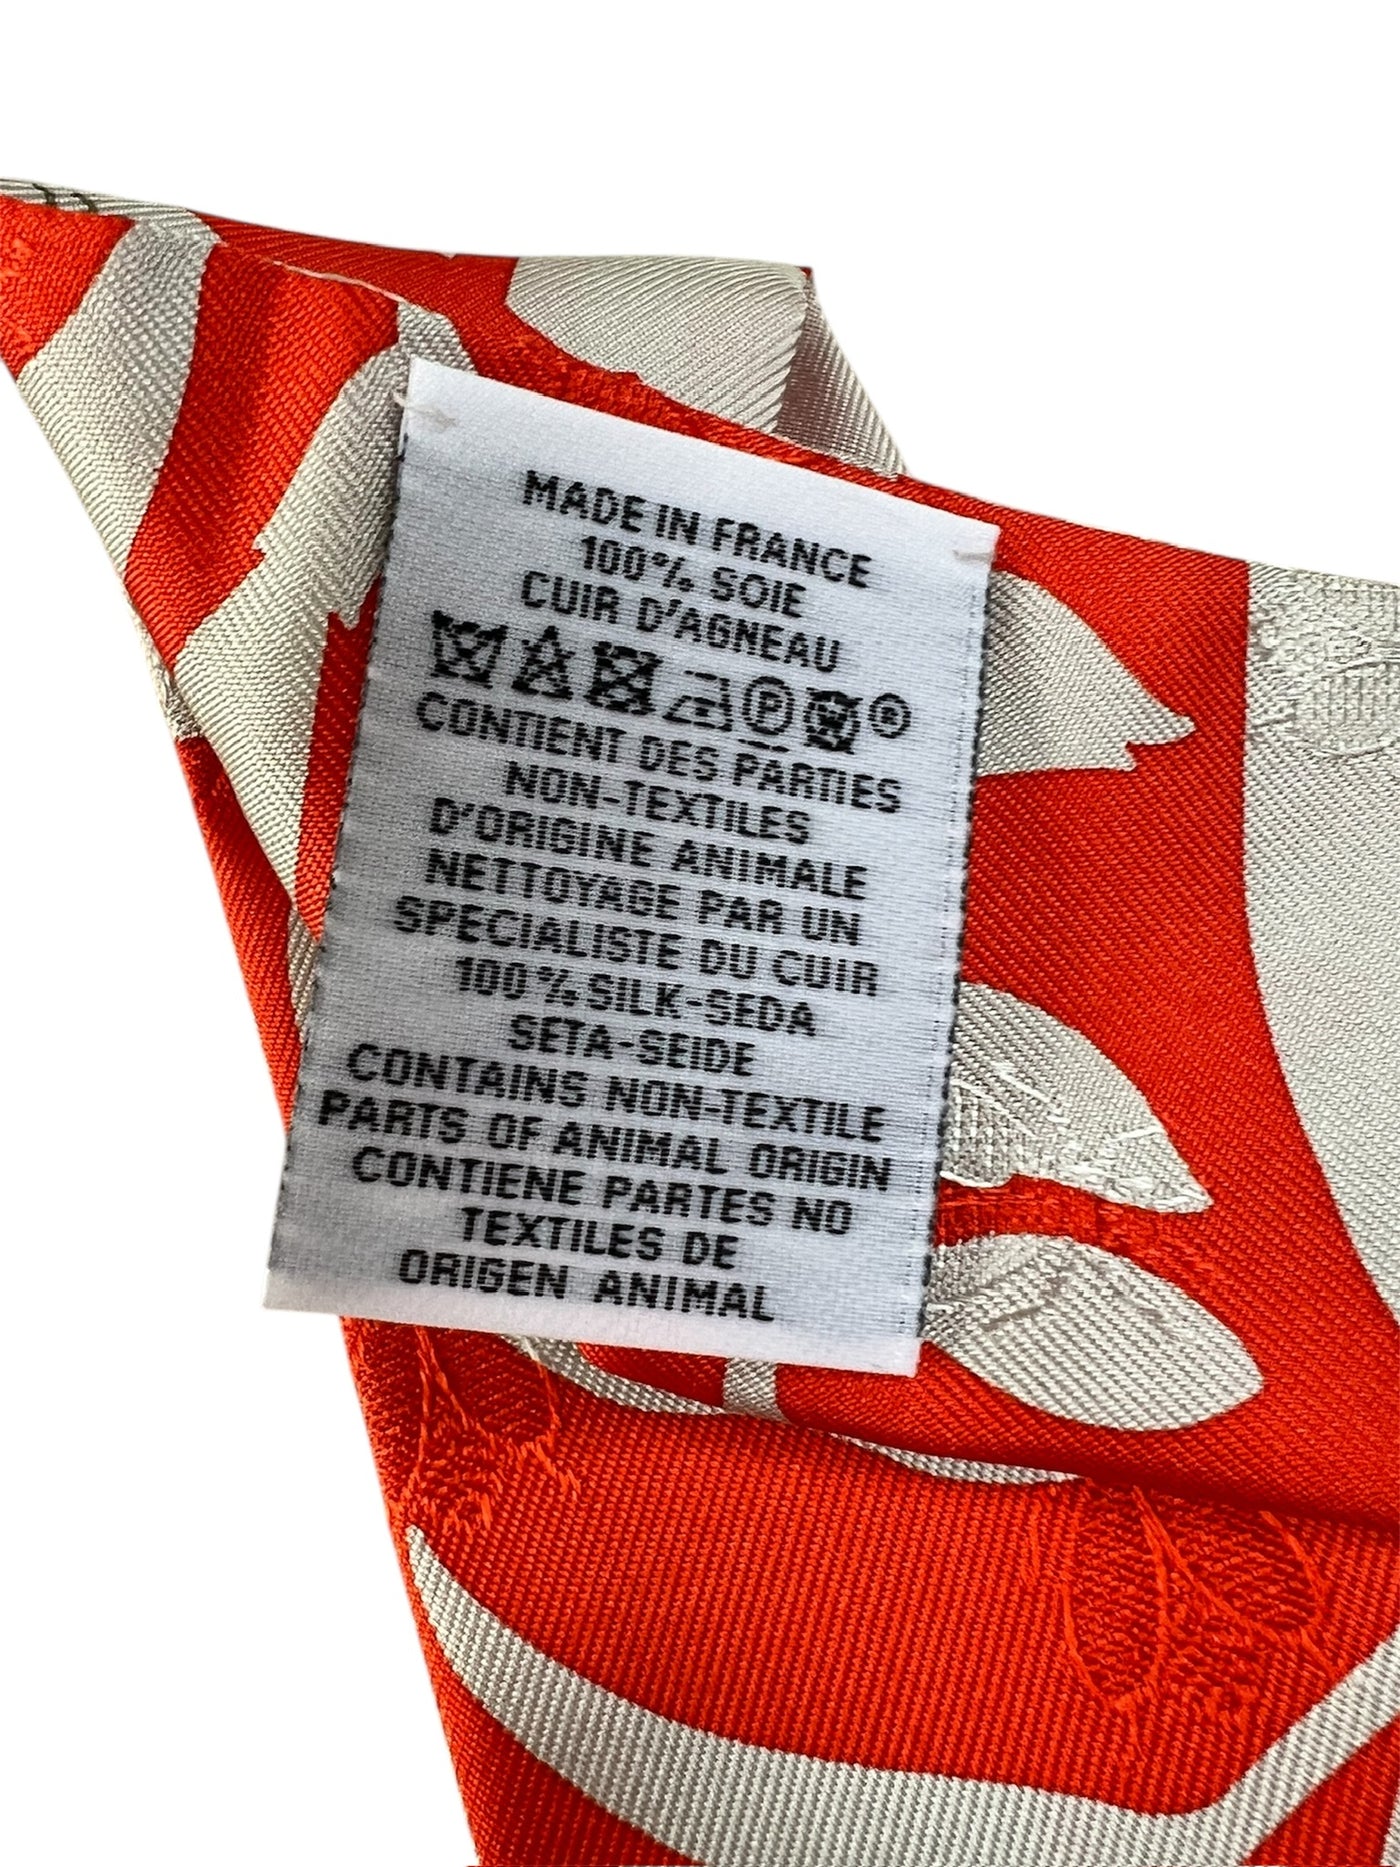 MADE IN FRANCE
100% SOIE
CUIR D'AGNEAU
P ®
CONTIENT DES PARTIES
NON-TEXTILES
D'ORIGINE ANIMALE
NETTOYAGE PAR UN
SPECIALISTE DU CUIR
100% SILK-SEDA
SETA-SEIDE
CONTAINS NON-TEXTILE
PARTS OF ANIMAL ORIGIN
CONTIENE PARTES NO
TEXTILES DE
ORIGEN ANIMAL